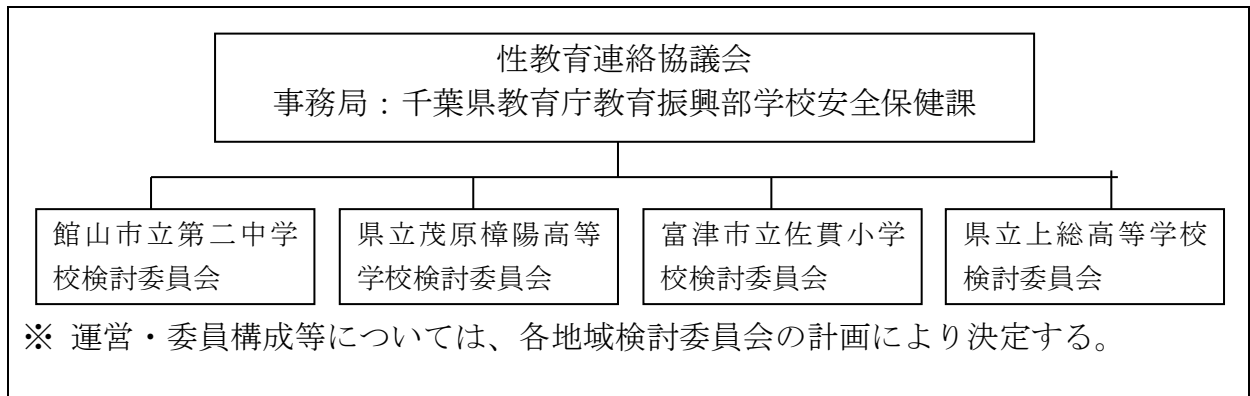 性教育連絡協議会
事務局：千葉県教育庁教育振興部学校安全保健課
館山市立第二中学
校検討委員会
県立茂原樟陽高等
学校検討委員会
富津市立佐貫小学
校検討委員会
県立上総高等学校
検討委員会
※ 運営・委員構成等については、各地域検討委員会の計画により決定する。